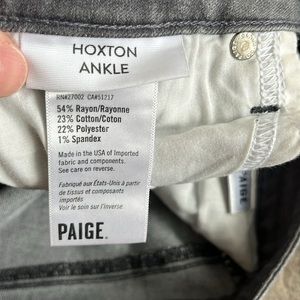 HOXTON
ANKLE
RN#27002 CA#51217
54% Rayon/Rayonne
23% Cotton/Coton
22% Polyester
1% Spandex
Made in the USA of Imported
fabric and components.
See care on reverse.
Fabriqué aux États-Unis à partir
de tissus et composants importés
Voir le soin sur l'inverse.
PAIGE
PAIGE